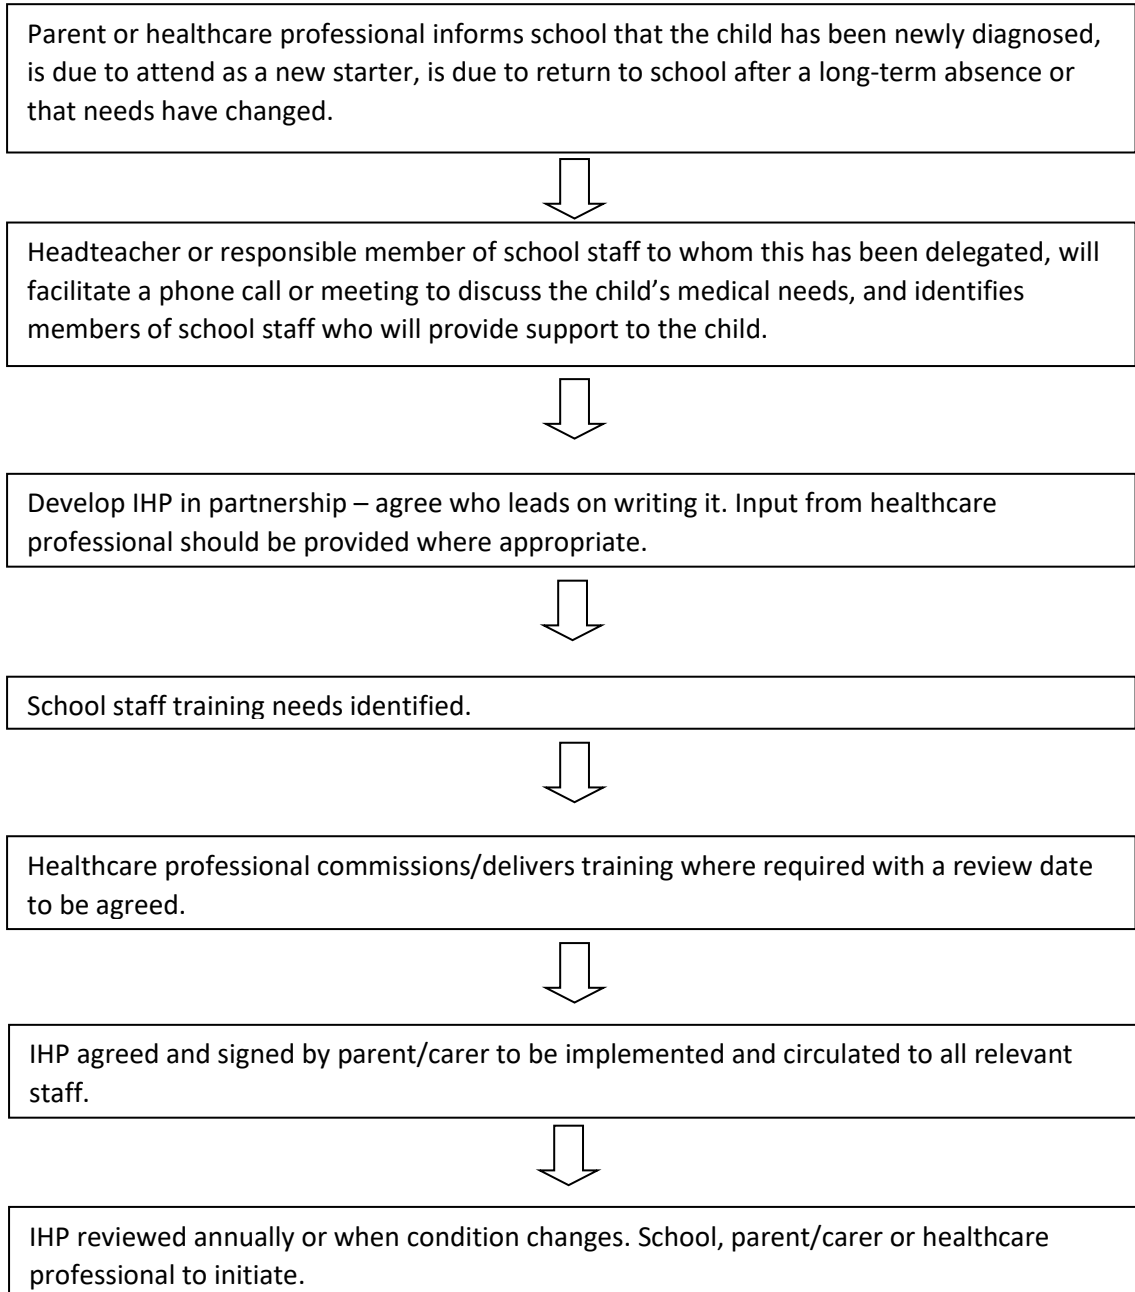 Parent or healthcare professional informs school that the child has been newly diagnosed,
is due to attend as a new starter, is due to return to school after a long-term absence or
that needs have changed.
Headteacher or responsible member of school staff to whom this has been delegated, will
facilitate a phone call or meeting to discuss the child’s medical needs, and identifies
members of school staff who will provide support to the child.
Develop IHP in partnership – agree who leads on writing it. Input from healthcare
professional should be provided where appropriate.
School staff training needs identified.
Healthcare professional commissions/delivers training where required with a review date
to be agreed.
IHP agreed and signed by parent/carer to be implemented and circulated to all relevant
staff.
IHP reviewed annually or when condition changes. School, parent/carer or healthcare
professional to initiate.